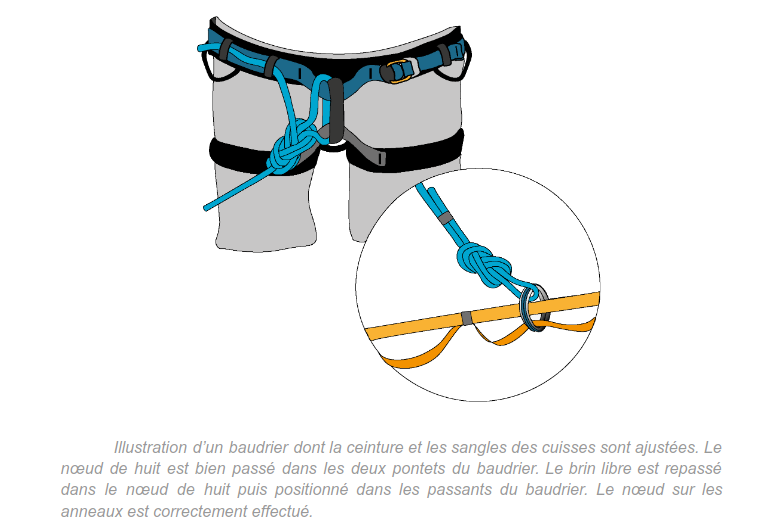 Illustration d’un baudrier dont la ceinture et les sangles des cuisses sont ajustées. Le
nœud de huit est bien passé dans les deux pontets du baudrier. Le brin libre est repassé
dans le nœud de huit puis positionné dans les passants du baudrier. Le nœud sur les
anneaux est correctement effectué.